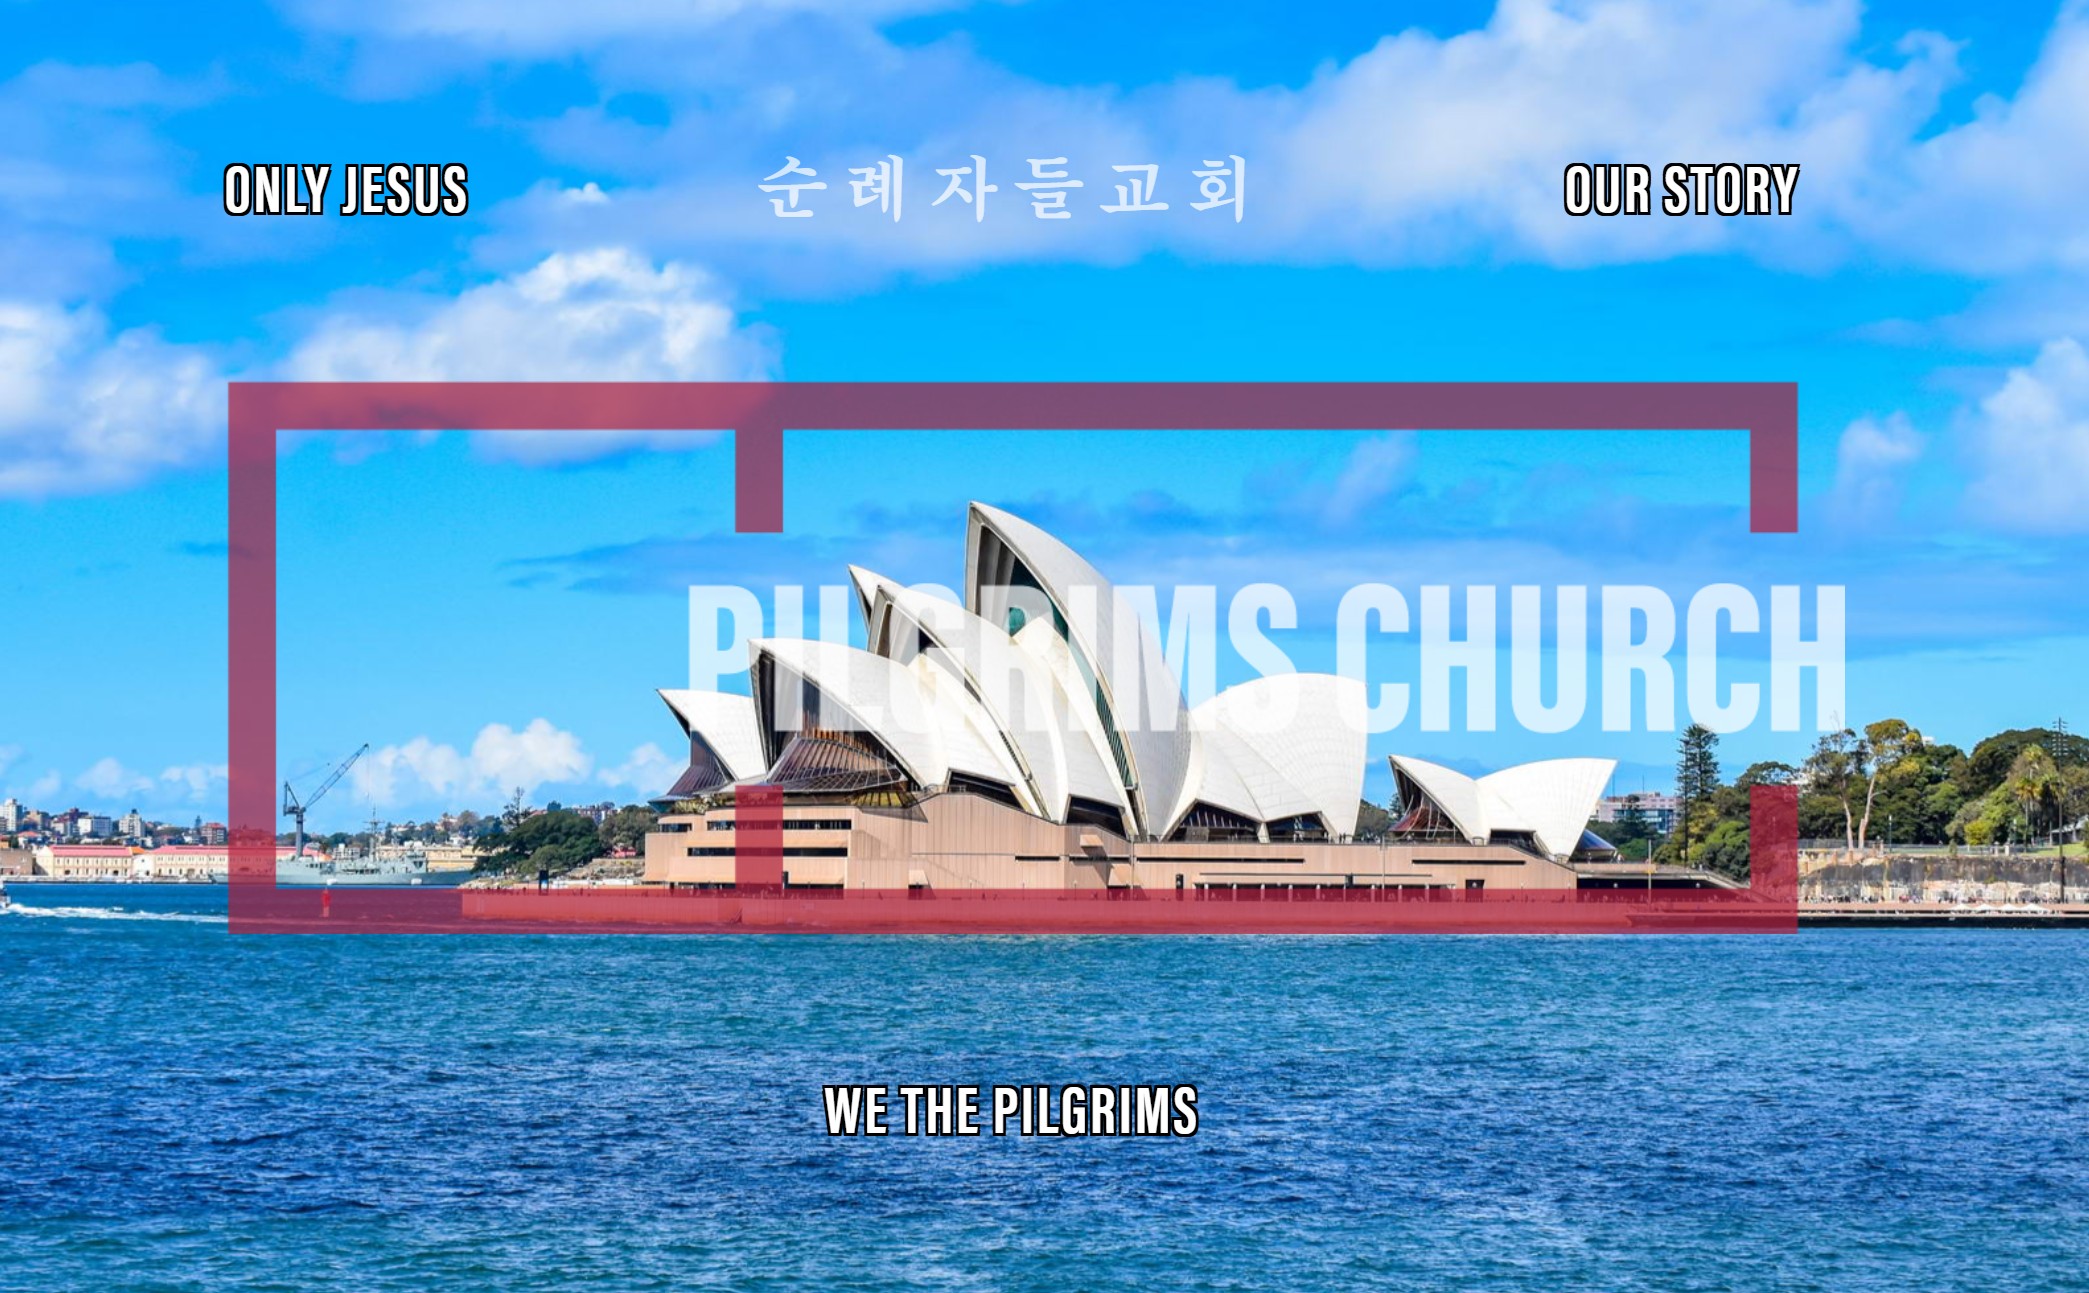 ONLY JESUS
순례자들교회
OUR STORY
PILGRIMS CHURCH
WE THE PILGRIMS